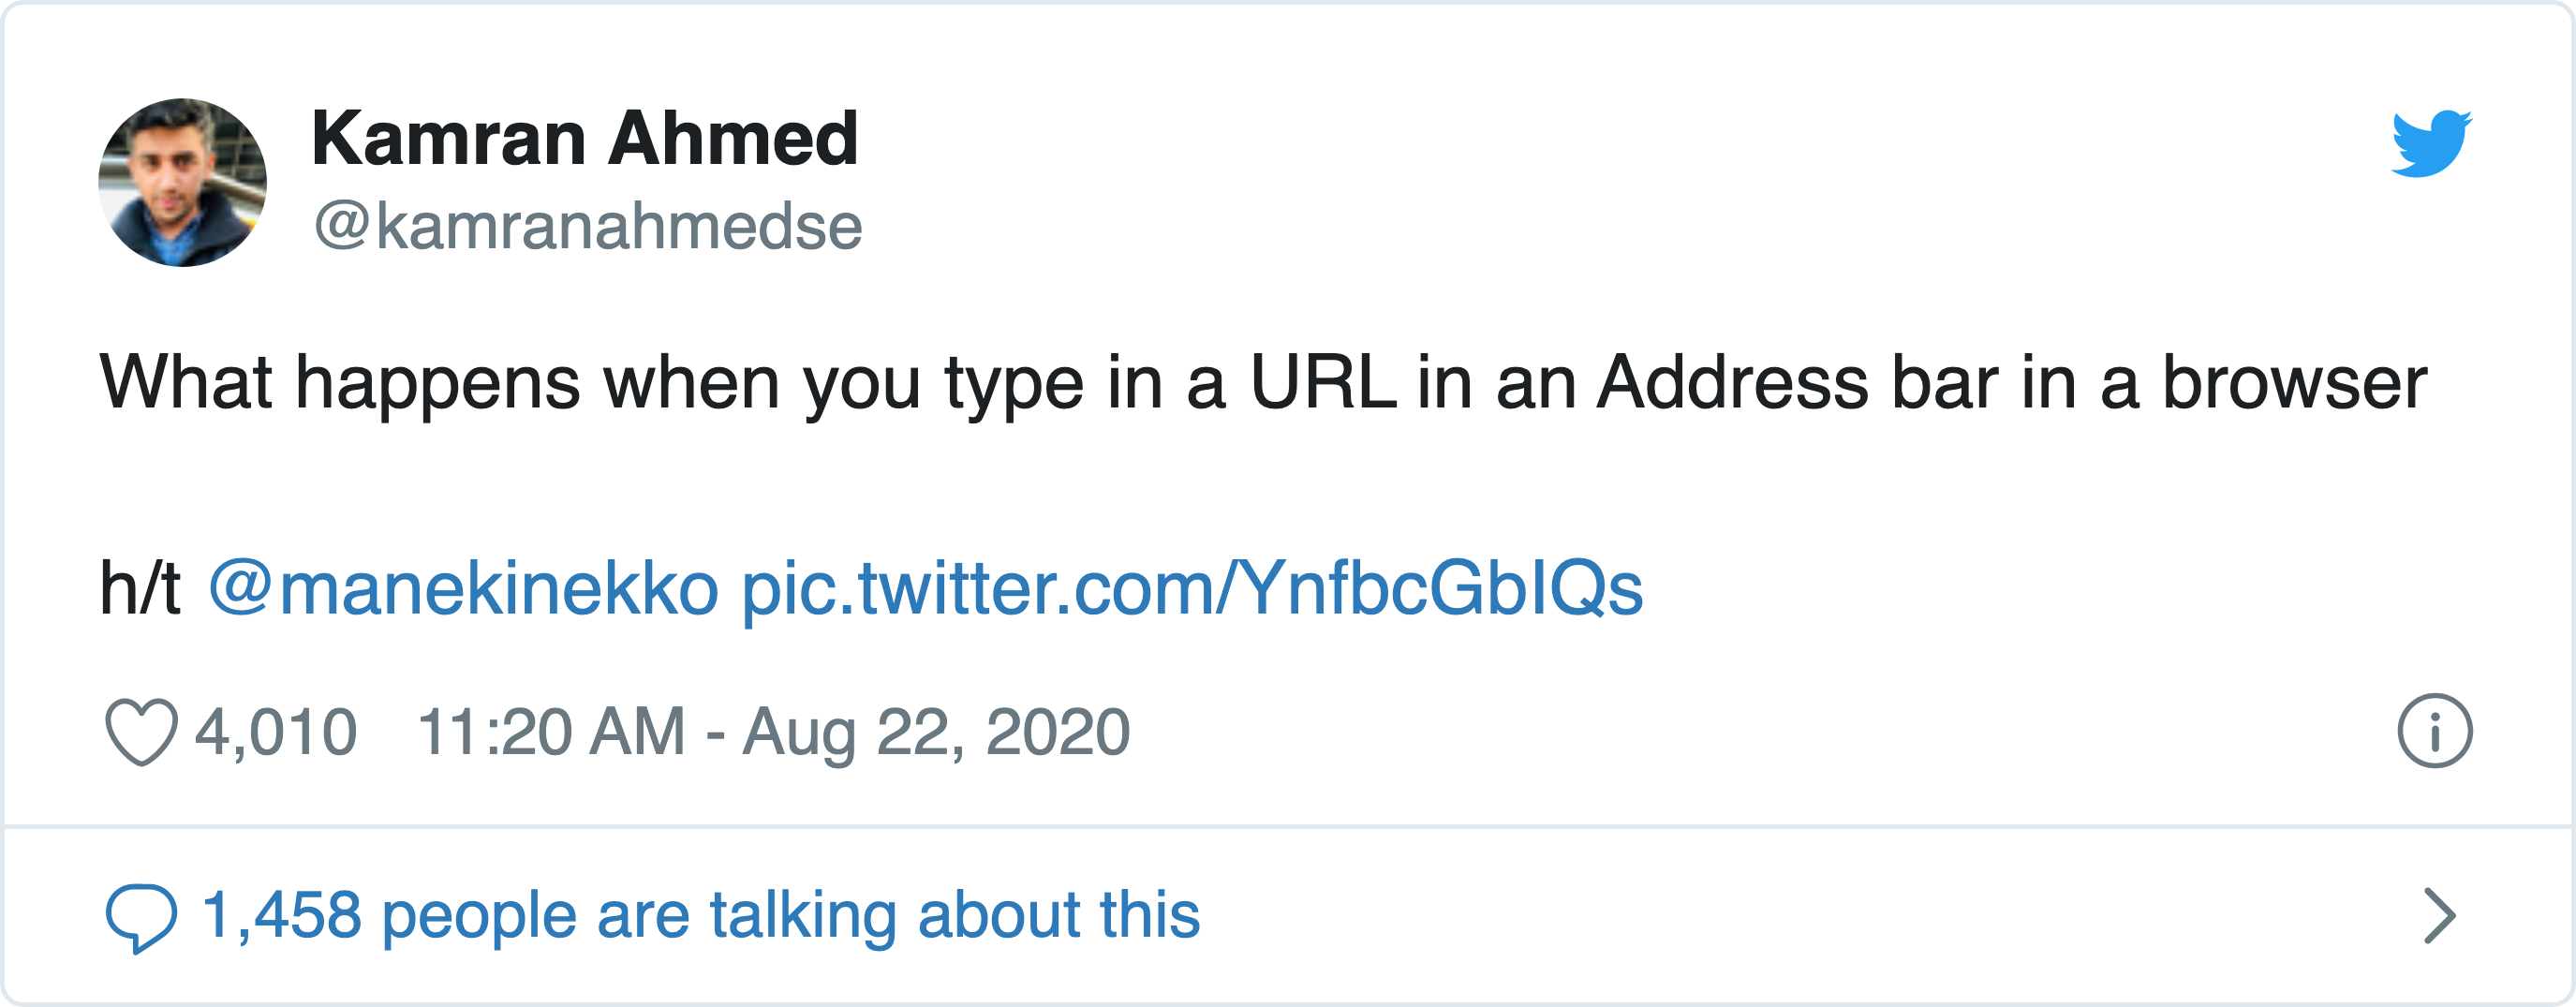 Kamran Ahmed
@kamranahmedse
What happens when you type in a URL in an Address bar in a browser
h/t @manekinekko pic.twitter.com/YnfbcGbIQs
4,010 11:20 AM - Aug 22, 2020
1,458 people are talking about this